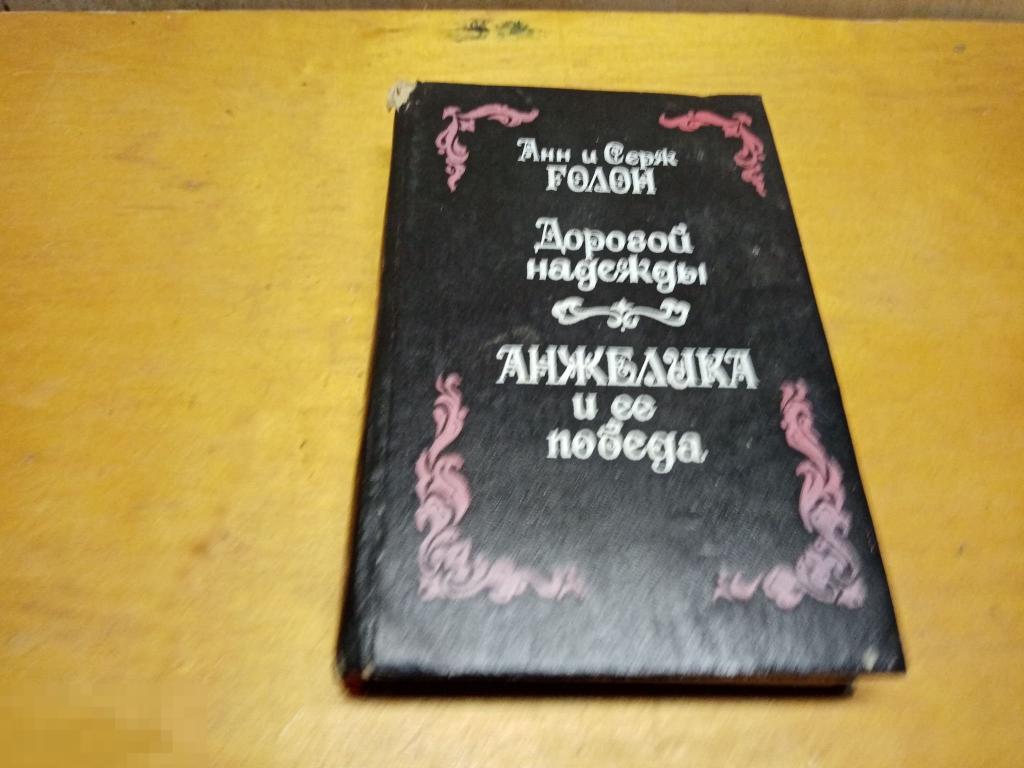 Анн и Серж
ГОЛОН
Дорогой
надежды
АНЖЕЛИКА
и ее
победа